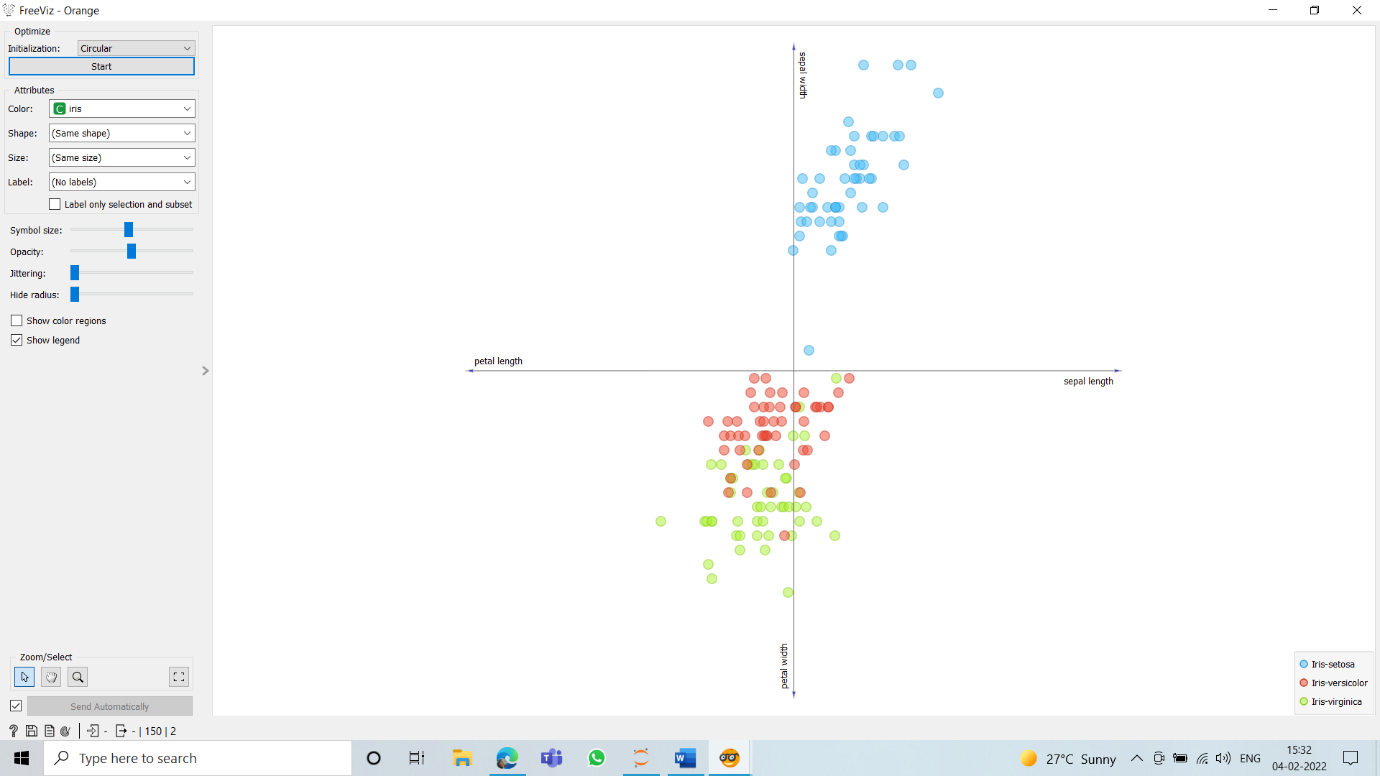 FreeViz - Orange
Optimize
Initialization: Circular
Start
Attributes
Color: C iris
Shape: (Same shape)
Size: (Same size)
Label: (No labels)
Label only selection and subset
Symbol size:
Opacity:
Jittering:
Hide radius:
Show color regions
Show legend
sepal width
petal length
sepal length
petal width
Iris-setosa
Iris-versicolor
Iris-virginica
Zoom/Select
Send Automatically
? - - | 150 | 2
Type here to search
27°C Sunny
ENG
15:32
04-02-2022